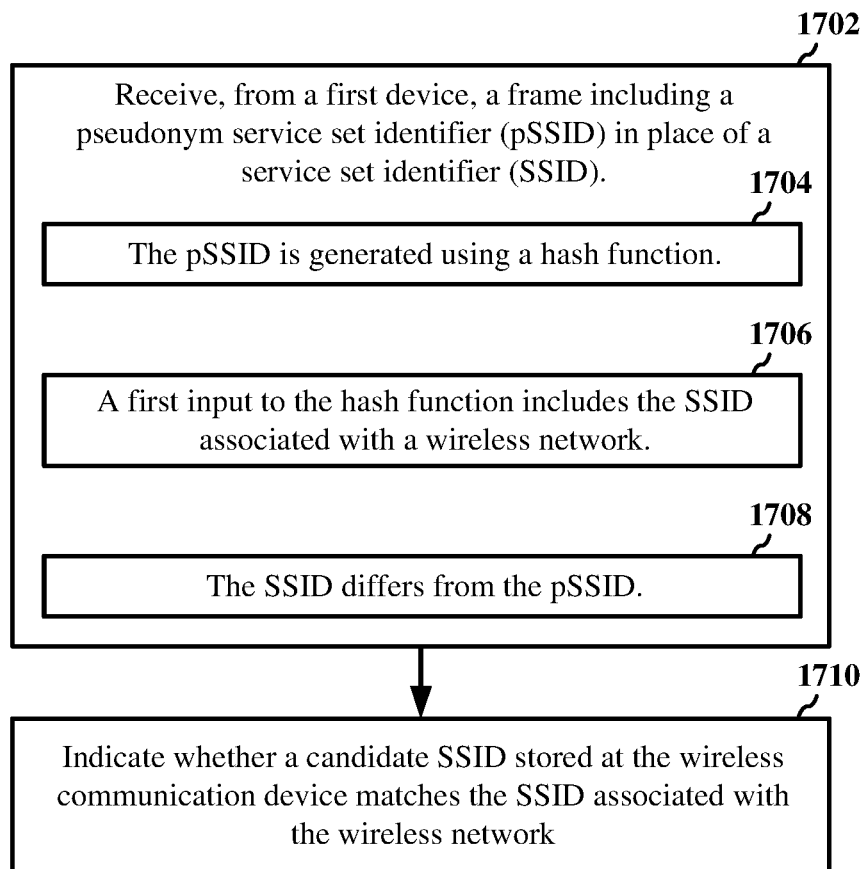 1702
Receive, from a first device, a frame including a
pseudonym service set identifier (pSSID) in place of a
service set identifier (SSID).
1704
The pSSID is generated using a hash function.
1706
A first input to the hash function includes the SSID
associated with a wireless network.
1708
The SSID differs from the pSSID.
1710
Indicate whether a candidate SSID stored at the wireless
communication device matches the SSID associated with
the wireless network